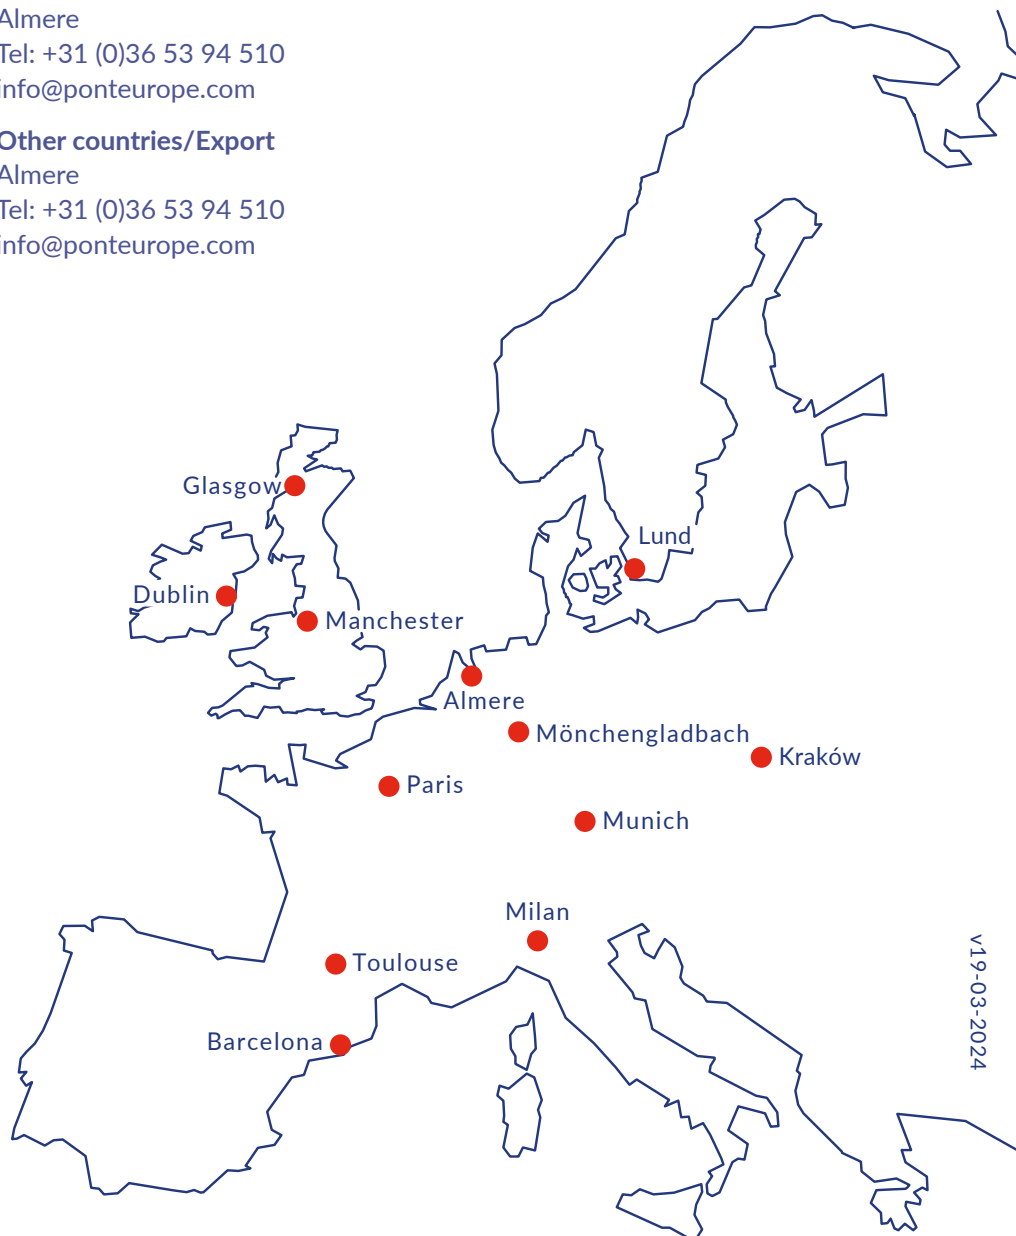 Almere
Tel: +31 (0)36 53 94 510
info@ponteurope.com
Other countries/Export
Almere
Tel: +31 (0)36 53 94 510
info@ponteurope.com
Glasgow
Lund
Dublin
Manchester
Almere
Mönchengladbach
Kraków
Paris
Munich
Milan
Toulouse
Barcelona
v19-03-2024